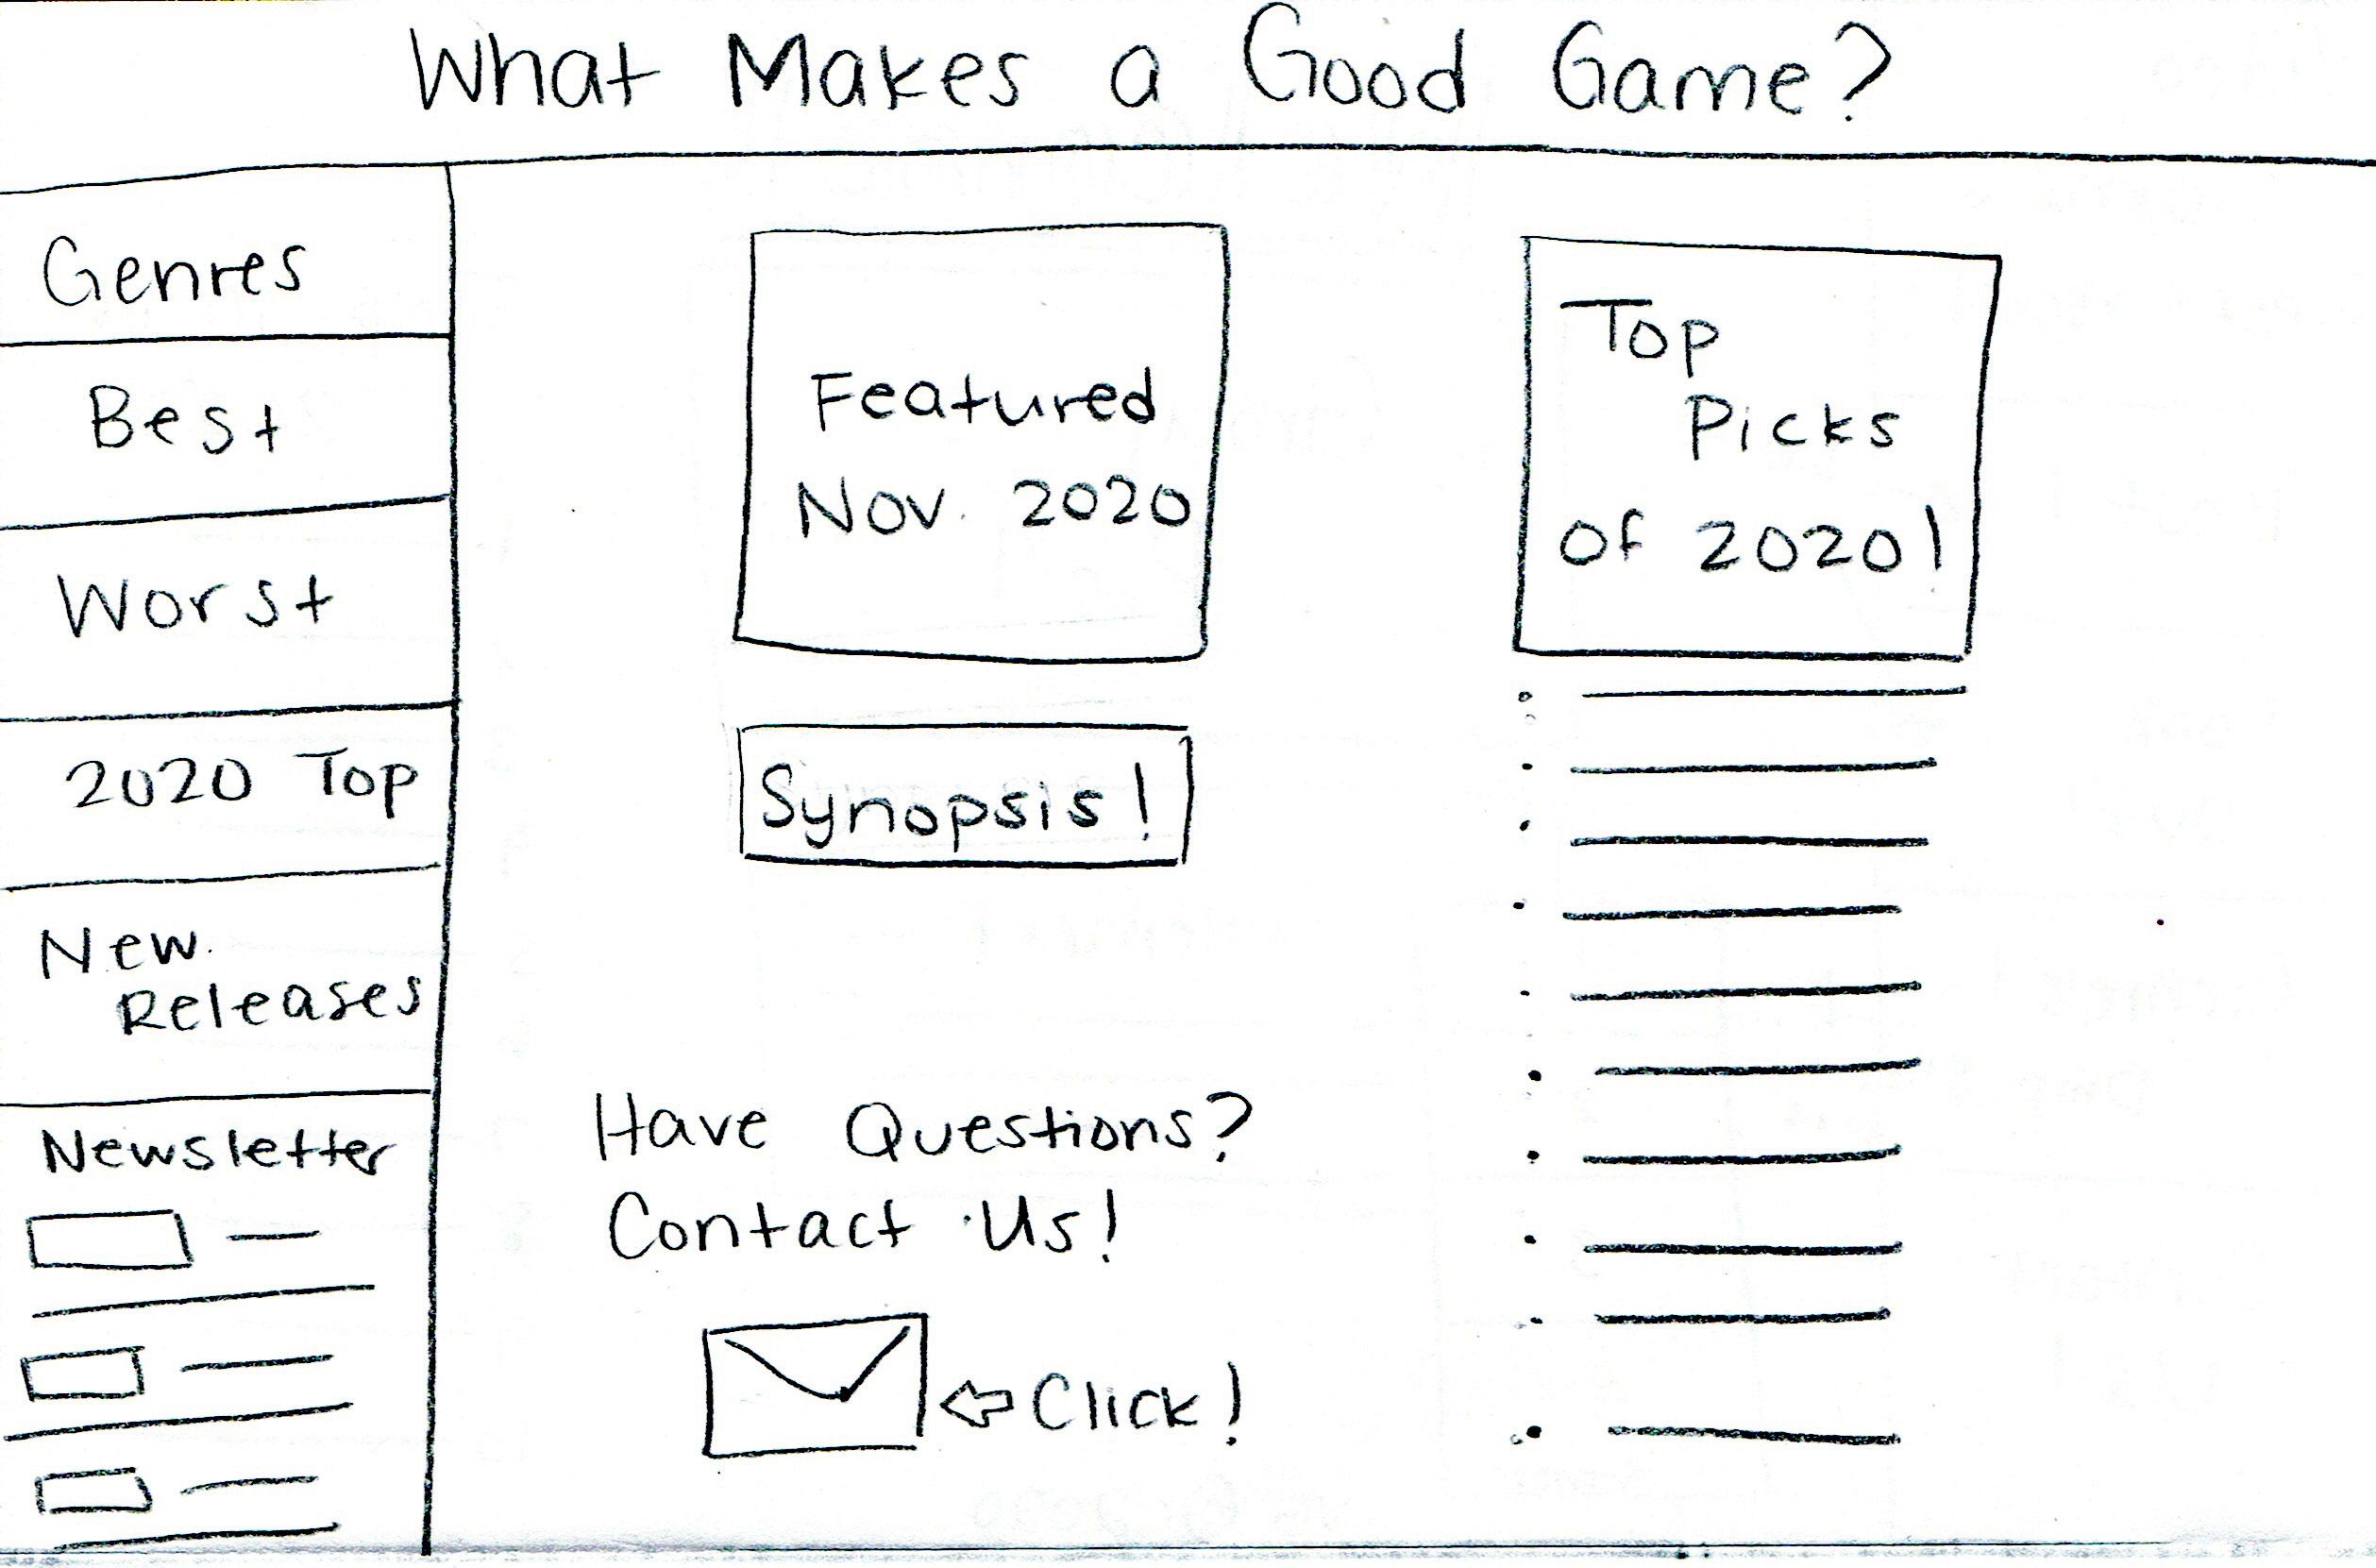 What Makes a Good Game?
Genres
Best
Worst
2020 Top
New
Releases
Newsletter
Featured
Nov. 2020
Synopsis!
Have Questions?
Contact Us!
Click!
Top
Picks
of 2020!